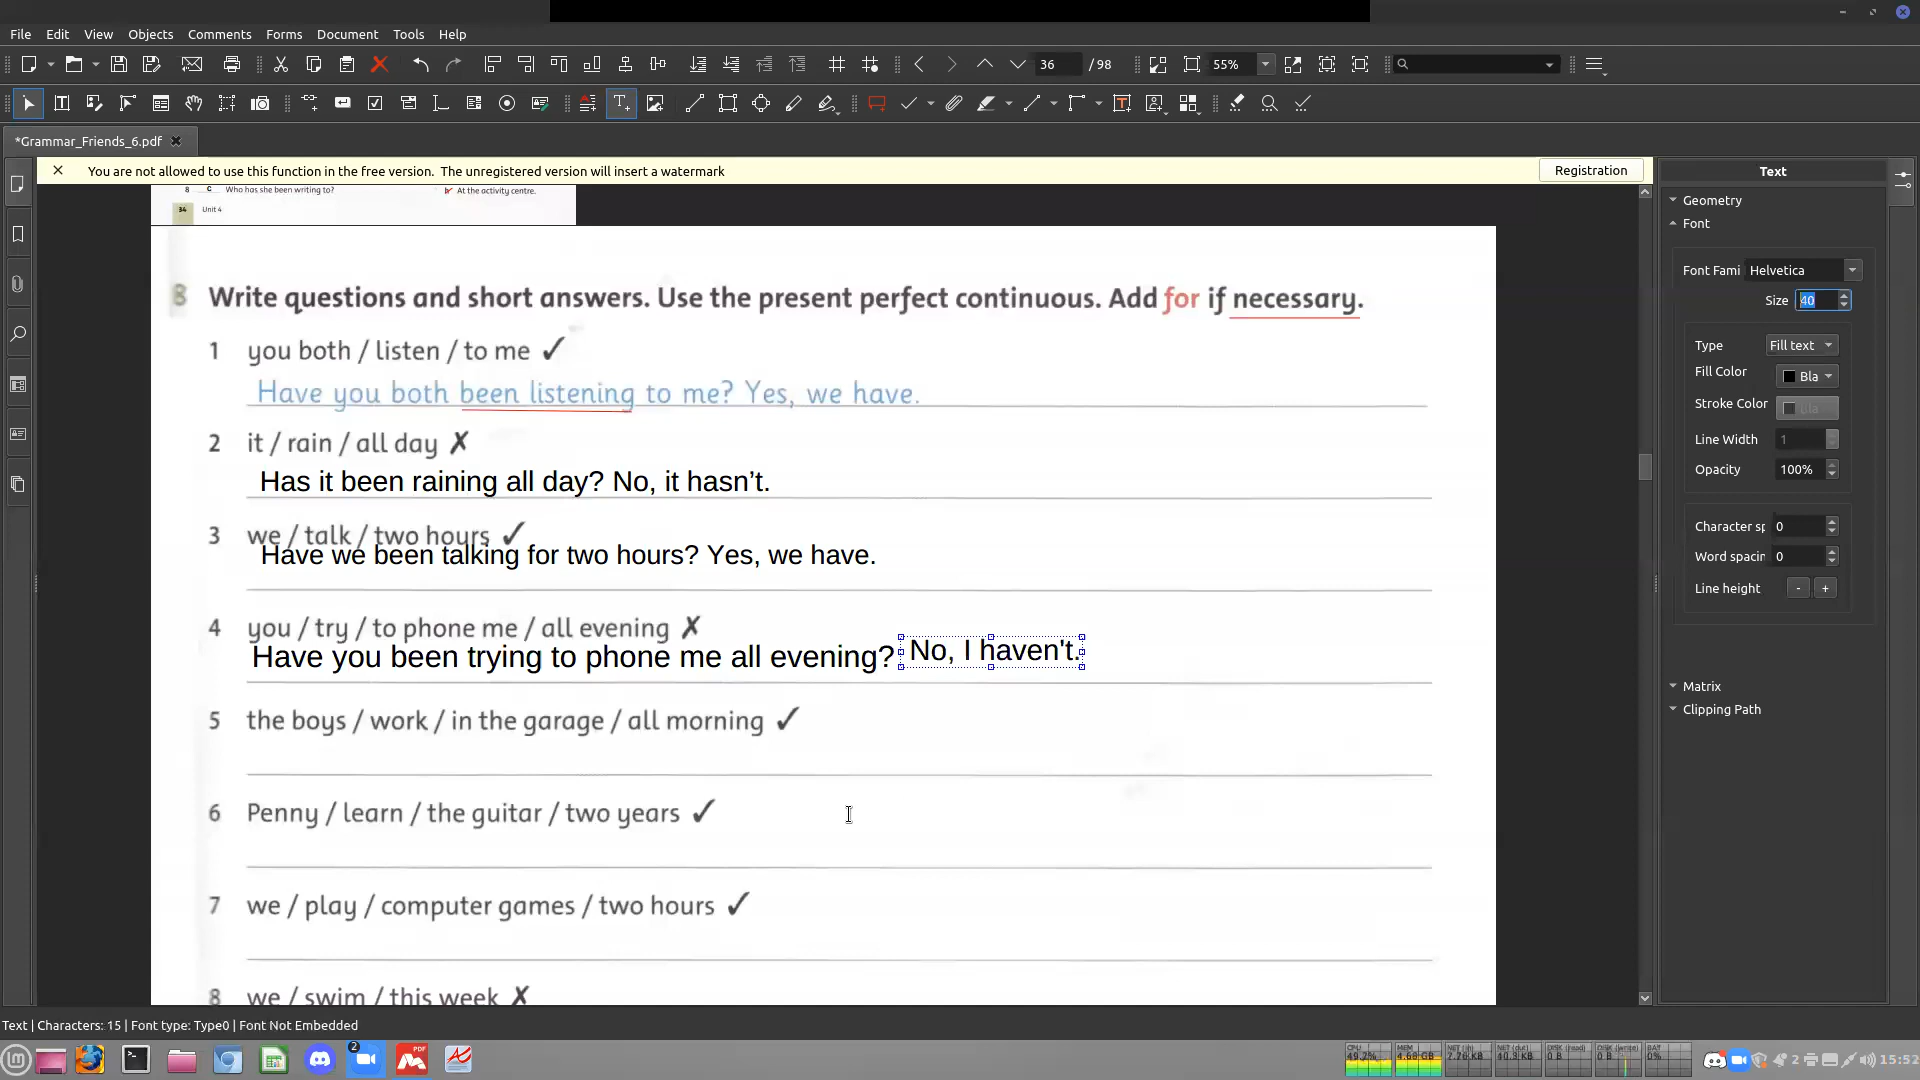 File Edit View Objects Comments Forms Document Tools Help
36 / 98 55%
*Grammar_Friends_6.pdf
You are not allowed to use this function in the free version. The unregistered version will insert a watermark Registration
8 C Who has she been writing to? At the activity centre.
34 Unit 4
8 Write questions and short answers. Use the present perfect continuous. Add for if necessary.
1 you both / listen / to me ✓
Have you both been listening to me? Yes, we have.
2 it / rain / all day ✗
Has it been raining all day? No, it hasn’t.
3 we / talk / two hours ✓
Have we been talking for two hours? Yes, we have.
4 you / try / to phone me / all evening ✗
Have you been trying to phone me all evening? No, I haven't.
5 the boys / work / in the garage / all morning ✓
6 Penny / learn / the guitar / two years ✓
7 we / play / computer games / two hours ✓
8 we / swim / this week ✗
Text
Geometry
Font
Font Fami Helvetica
Size 40
Type Fill text
Fill Color Bla
Stroke Color Bla
Line Width 1
Opacity 100%
Character sp 0
Word spacin 0
Line height - +
Matrix
Clipping Path
Text | Characters: 15 | Font type: Type0 | Font Not Embedded
2
PDF
2 15:52